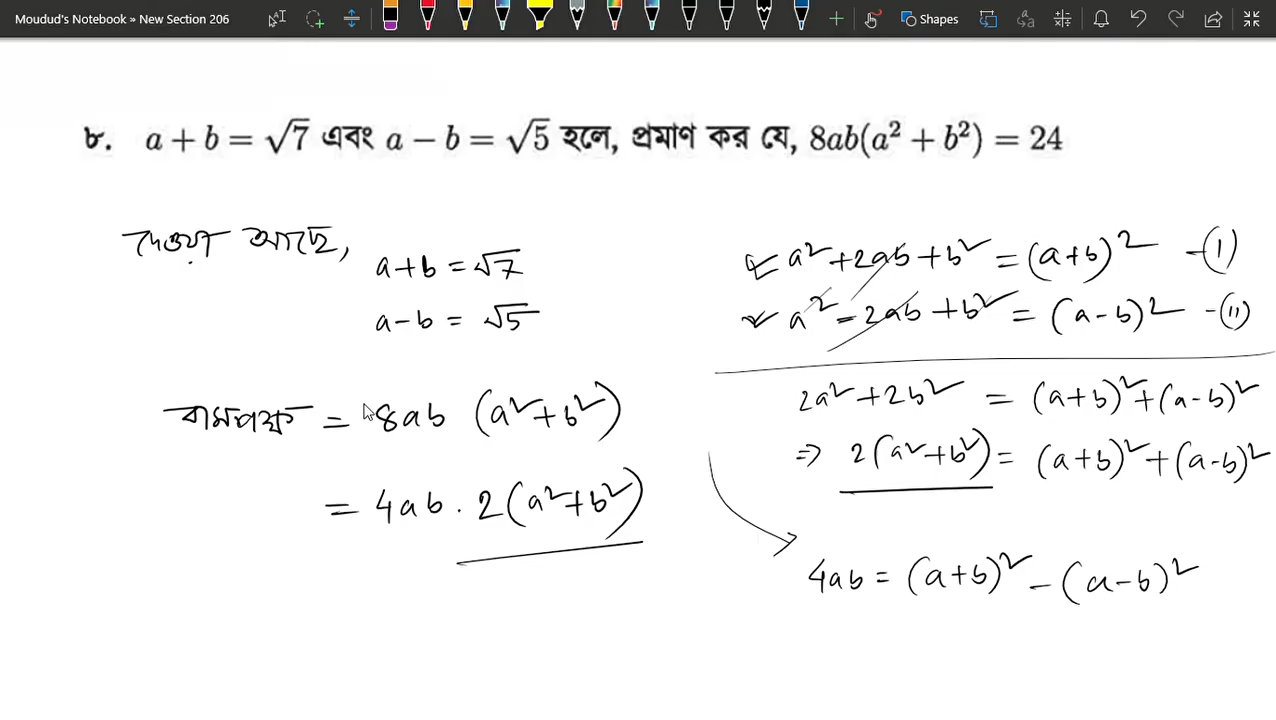 Moudud's Notebook » New Section 206
Shapes
৮. a + b = √7 এবং a − b = √5 হলে, প্রমাণ কর যে, 8ab(a² + b²) = 24
দেওয়া আছে,
a+b = √7
a-b = √5
বামপক্ষ = 8ab (a²+b²)
= 4ab . 2(a²+b²)
a²+2ab+b² = (a+b)² -(I)
a²-2ab+b² = (a-b)² -(II)
2a²+2b² = (a+b)²+(a-b)²
⇒ 2(a²+b²) = (a+b)²+(a-b)²
4ab = (a+b)² - (a-b)²